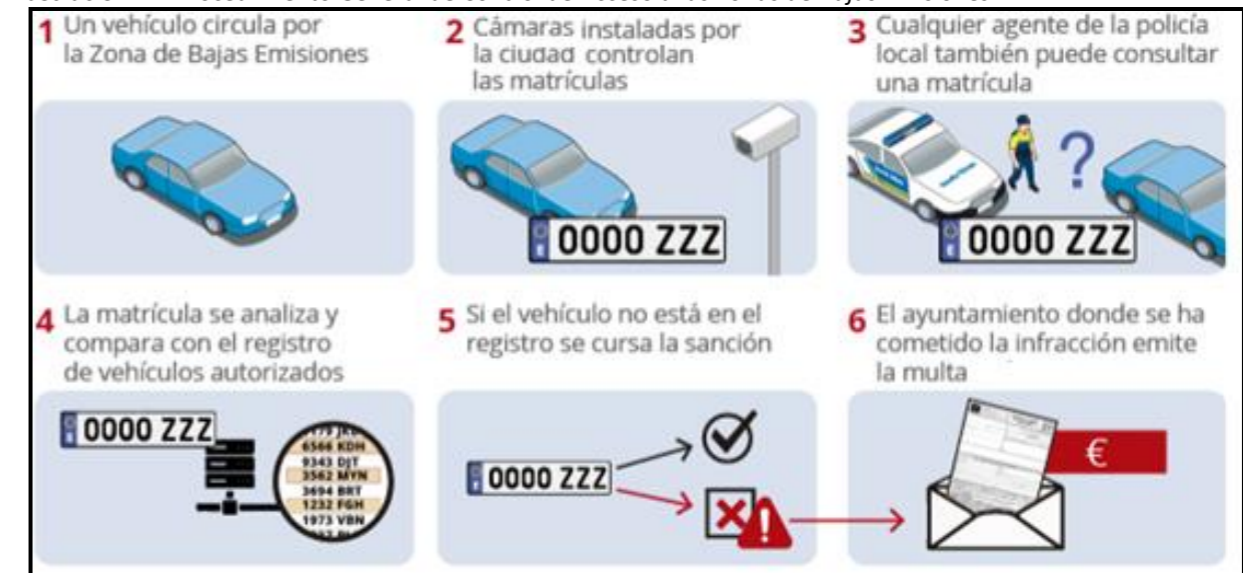 1 Un vehículo circula por
la Zona de Bajas Emisiones
2 Cámaras instaladas por
la ciudad controlan
las matrículas
3 Cualquier agente de la policía
local también puede consultar
una matrícula
0000 ZZZ
?
0000 ZZZ
4 La matrícula se analiza y
compara con el registro
de vehículos autorizados
5 Si el vehículo no está en el
registro se cursa la sanción
6 El ayuntamiento donde se ha
cometido la infracción emite
la multa
0000 ZZZ
6566 KDH
9343 DJT
3562 MYN
3694 BRT
1232 FGH
1973 VBN
0000 ZZZ
€